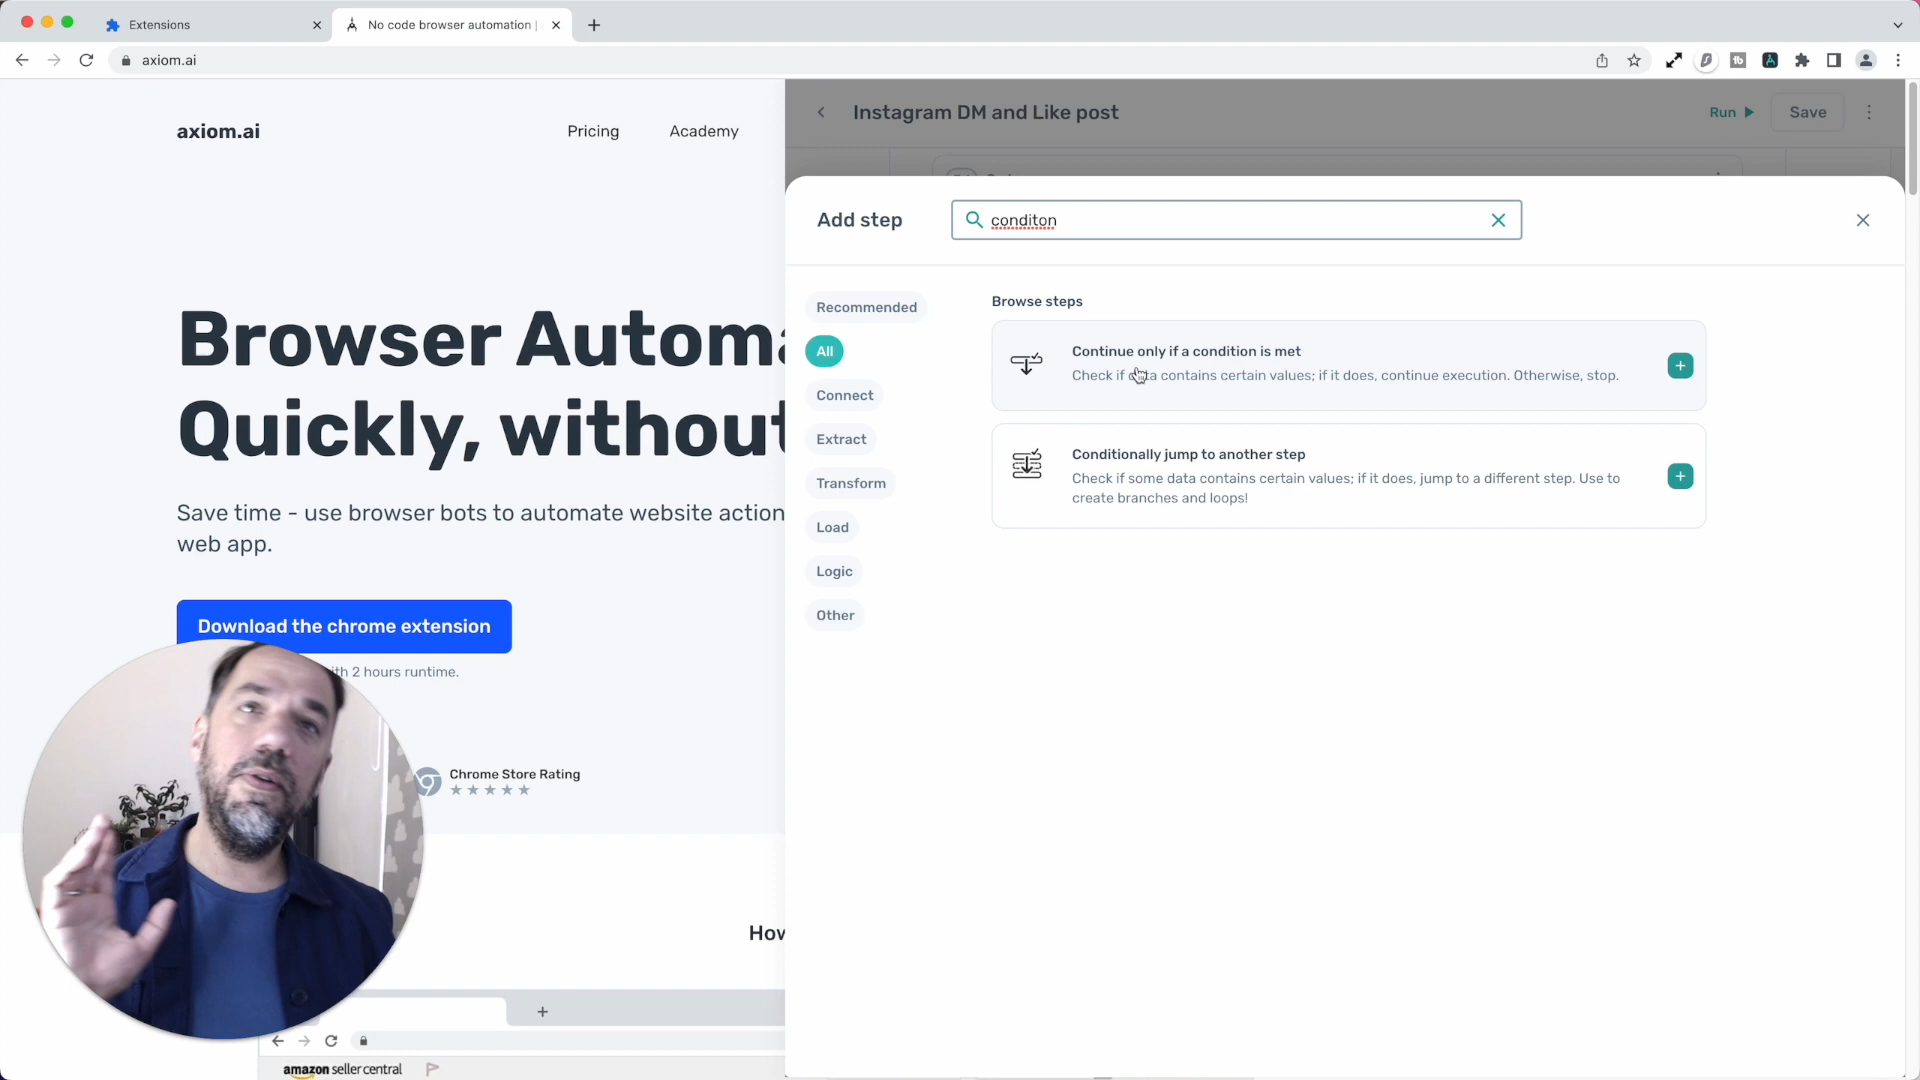 Extensions
No code browser automation |
axiom.ai
axiom.ai
Pricing
Academy
Instagram DM and Like post
Run
Save
Add step
conditon
Recommended
All
Connect
Extract
Transform
Load
Logic
Other
Browse steps
Continue only if a condition is met
Check if data contains certain values; if it does, continue execution. Otherwise, stop.
Conditionally jump to another step
Check if some data contains certain values; if it does, jump to a different step. Use to
create branches and loops!
Browser Automa
Quickly, without
Save time - use browser bots to automate website action
web app.
Download the chrome extension
ith 2 hours runtime.
Chrome Store Rating
How
amazon seller central